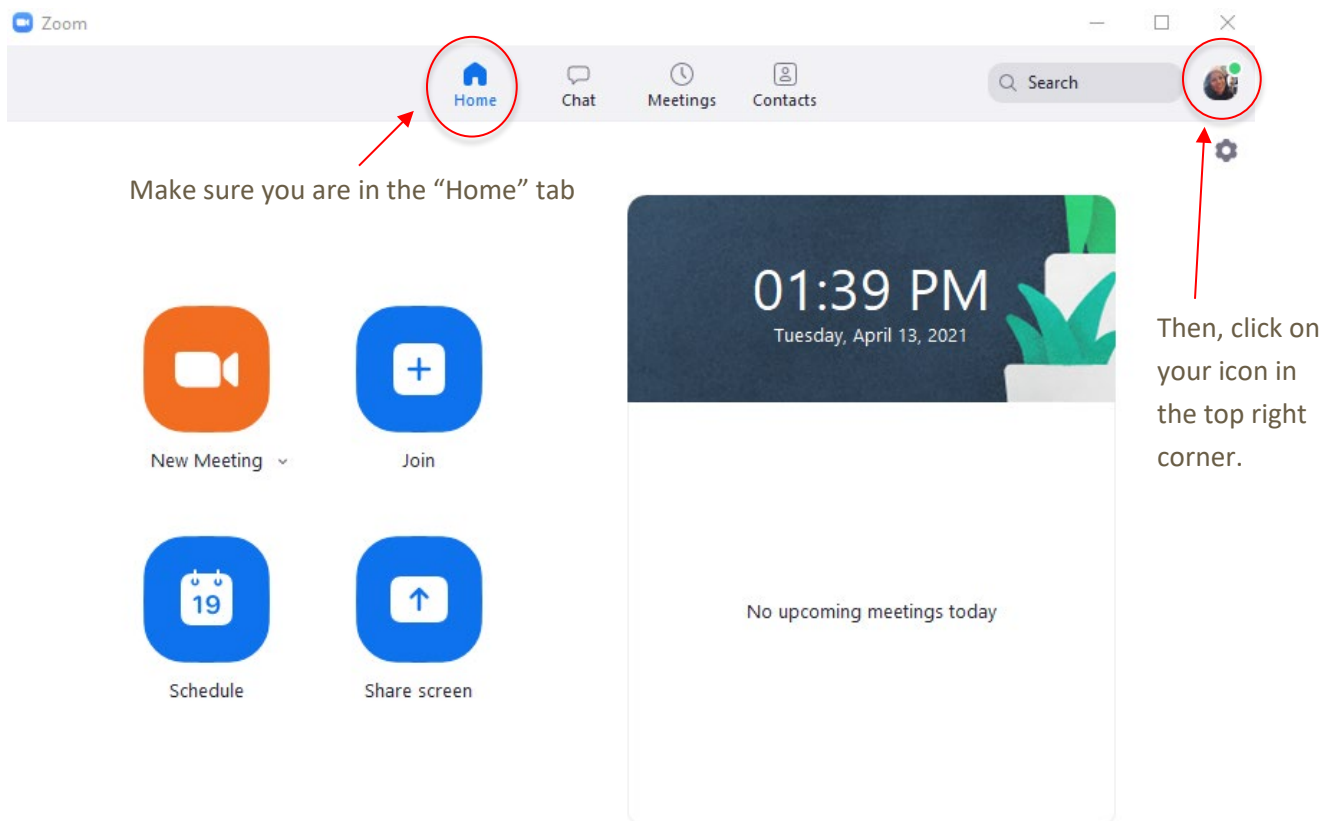 Zoom
Home
Chat
Meetings
Contacts
Search
Make sure you are in the “Home” tab
01:39 PM
Tuesday, April 13, 2021
Then, click on
your icon in
the top right
corner.
New Meeting
Join
19
Schedule
Share screen
No upcoming meetings today